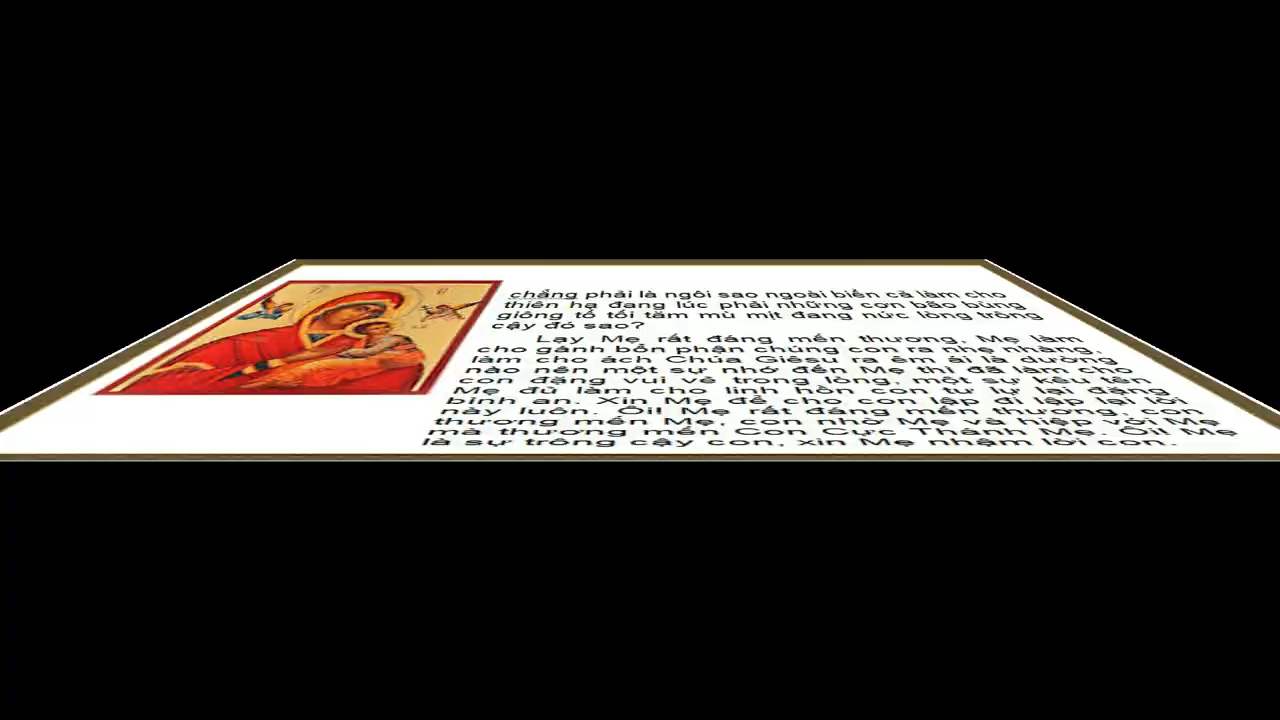 chẳng phải là ngôi sao ngoài biển cả làm cho
thiên hạ đang lúc phải những cơn bão bùng
giông tố tối tăm mù mịt đang nức lòng trông
cậy đó sao?
Lạy Mẹ rất đáng mến thương, Mẹ làm
cho gánh bổn phận chúng con ra nhẹ nhàng,
làm cho ách Chúa Giêsu ra êm ái là dường
nào nên một sự nhớ đến Mẹ thì đã làm cho
con đặng vui vẻ trong lòng, một sự kêu tên
Mẹ đủ làm cho linh hồn con tư lự lại đặng
bình an. Xin Mẹ để cho con lập đi lập lại lời
này luôn. Ôi! Mẹ rất đáng mến thương, con
thương mến Mẹ, con nhờ Mẹ và hiệp với Mẹ
mà thương mến Con Cực Thánh Mẹ. Ôi! Mẹ
là sự trông cậy con, xin Mẹ nhậm lời con.